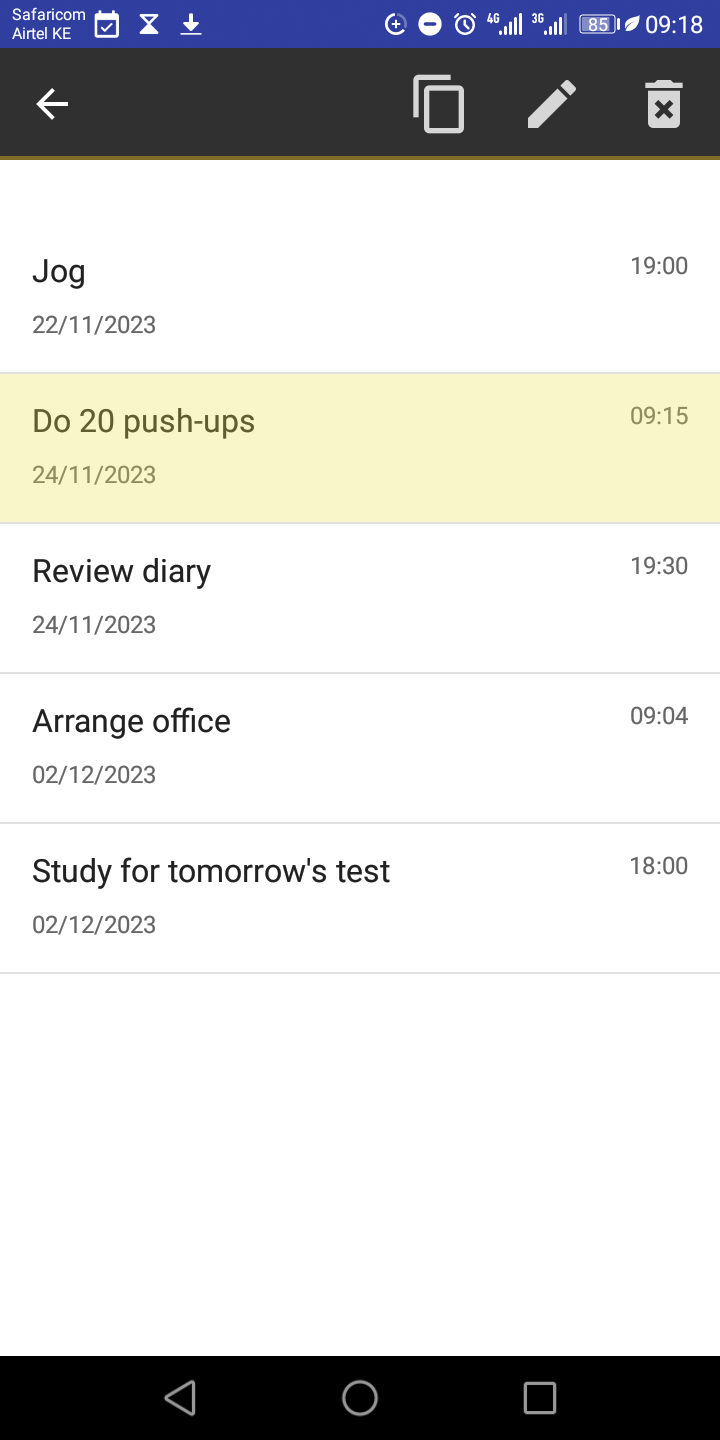 Safaricom
Airtel KE
4G 3G 85 09:18
Jog 19:00
22/11/2023
Do 20 push-ups 09:15
24/11/2023
Review diary 19:30
24/11/2023
Arrange office 09:04
02/12/2023
Study for tomorrow's test 18:00
02/12/2023